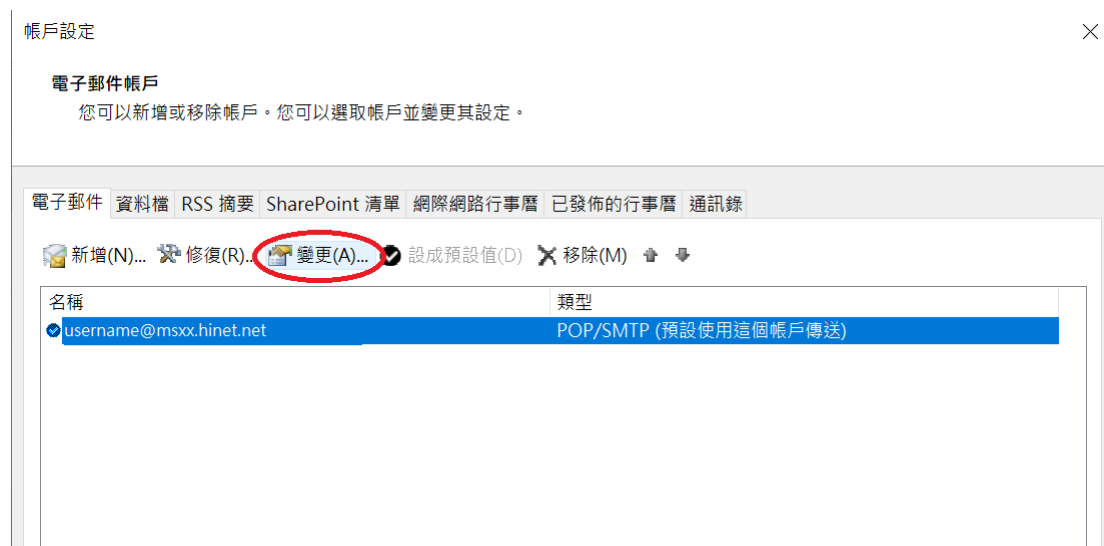 帳戶設定
電子郵件帳戶
您可以新增或移除帳戶。您可以選取帳戶並變更其設定。
電子郵件 資料檔 RSS 摘要 SharePoint 清單 網際網路行事曆 已發佈的行事曆 通訊錄
新增(N)... 修復(R)... 變更(A)... 設成預設值(D) 移除(M)
名稱 類型
username@msxx.hinet.net POP/SMTP (預設使用這個帳戶傳送)